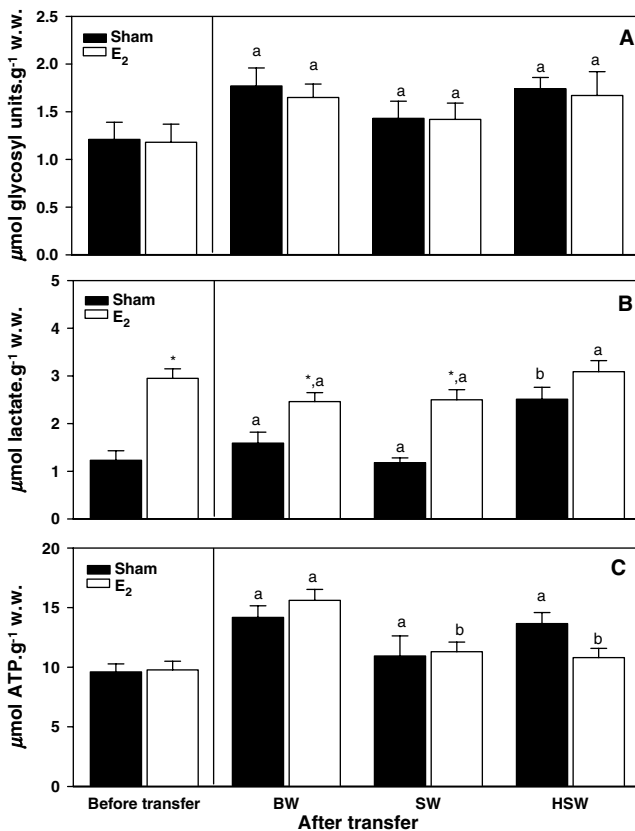 2.5
2.0
1.5
1.0
0.5
0.0
µmol glycosyl units.g⁻¹ w.w.
Sham
E₂
A
a
a
a
a
a
a
5
4
3
2
1
0
µmol lactate.g⁻¹ w.w.
Sham
E₂
B
*
a
*,a
a
*,a
b
a
20
15
10
5
0
µmol ATP.g⁻¹ w.w.
Sham
E₂
C
a
a
a
b
a
b
Before transfer BW SW HSW
After transfer